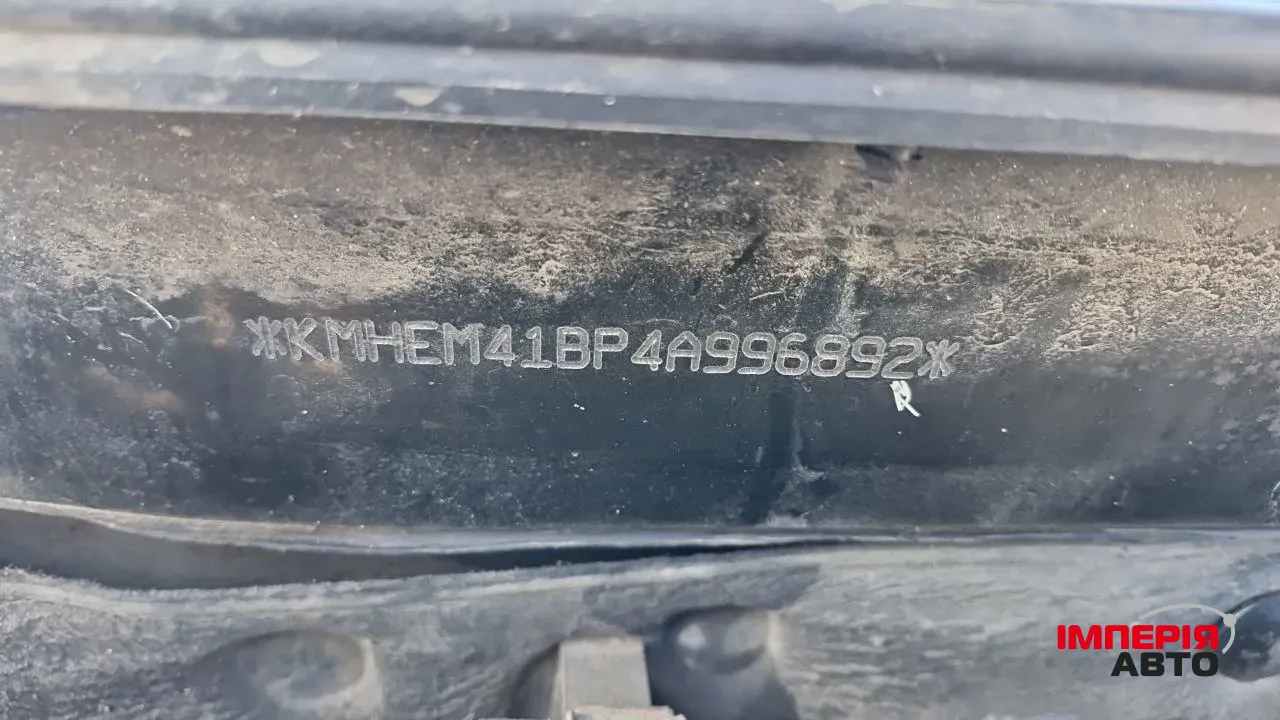 *KMHEM41BP4A996892*
R
ІМПЕРІЯ
АВТО